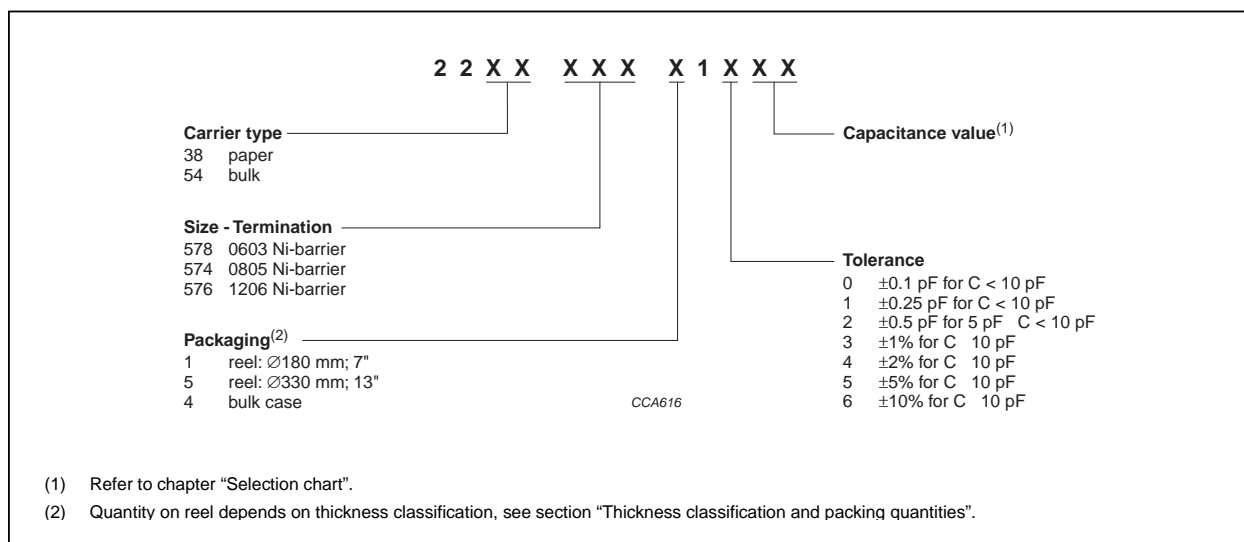 2 2 X X X X X X 1 X X X
Carrier type
38 paper
54 bulk
Size - Termination
578 0603 Ni-barrier
574 0805 Ni-barrier
576 1206 Ni-barrier
Packaging(2)
1 reel: ∅180 mm; 7"
5 reel: ∅330 mm; 13"
4 bulk case
CCA616
Capacitance value(1)
Tolerance
0 ±0.1 pF for C < 10 pF
1 ±0.25 pF for C < 10 pF
2 ±0.5 pF for 5 pF C < 10 pF
3 ±1% for C 10 pF
4 ±2% for C 10 pF
5 ±5% for C 10 pF
6 ±10% for C 10 pF
(1) Refer to chapter “Selection chart”.
(2) Quantity on reel depends on thickness classification, see section “Thickness classification and packing quantities”.